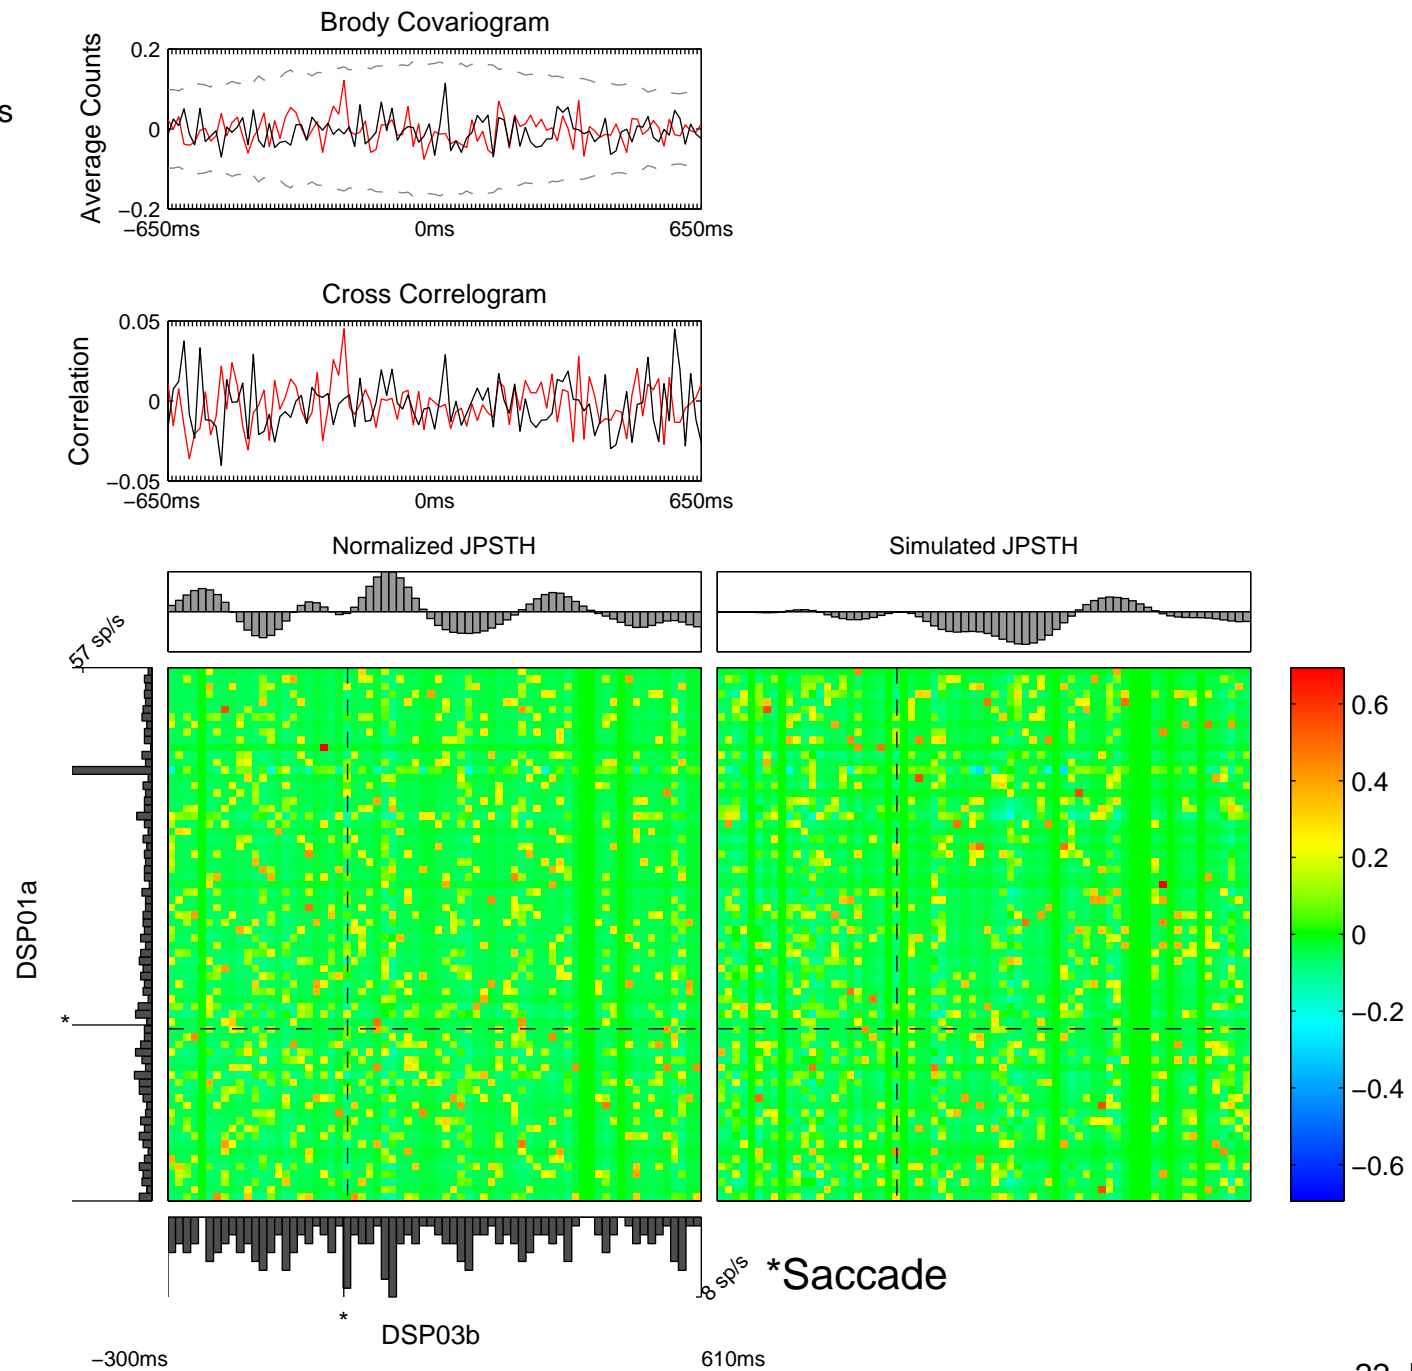 Brody Covariogram
Average Counts
0.2
0
−0.2
−650ms
0ms
650ms
s
Cross Correlogram
Correlation
0.05
0
−0.05
−650ms
0ms
650ms
Normalized JPSTH
Simulated JPSTH
57 sp/s
DSP01a
*
0.6
0.4
0.2
0
−0.2
−0.4
−0.6
8 sp/s
*Saccade
*
DSP03b
−300ms
610ms